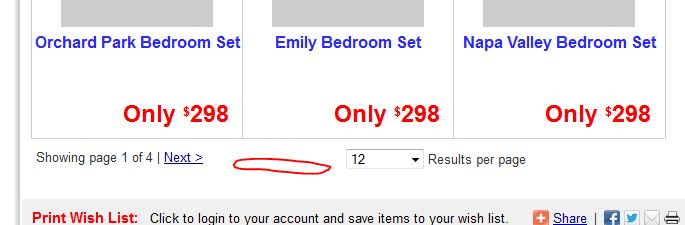 Orchard Park Bedroom Set Emily Bedroom Set Napa Valley Bedroom Set
Only $298 Only $298 Only $298
Showing page 1 of 4 | Next > 12 Results per page
Print Wish List: Click to login to your account and save items to your wish list. Share |